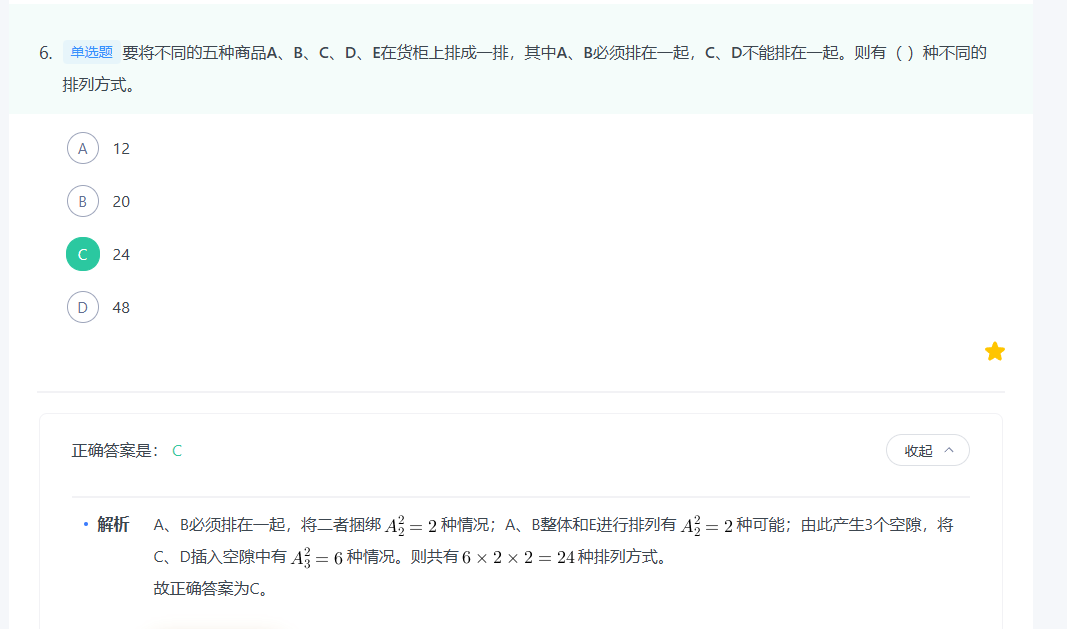 6. 单选题 要将不同的五种商品A、B、C、D、E在货柜上排成一排，其中A、B必须排在一起，C、D不能排在一起。则有（ ）种不同的
排列方式。
A 12
B 20
C 24
D 48
正确答案是： C
收起
• 解析 A、B必须排在一起，将二者捆绑 $A_2^2 = 2$ 种情况；A、B整体和E进行排列有 $A_2^2 = 2$ 种可能；由此产生3个空隙，将
C、D插入空隙中有 $A_3^2 = 6$ 种情况。则共有 6 × 2 × 2 = 24 种排列方式。
故正确答案为C。